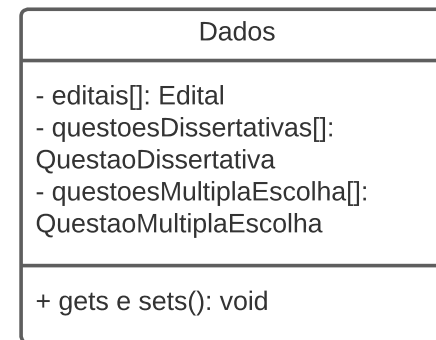 Dados
- editais[]: Edital
- questoesDissertativas[]:
QuestaoDissertativa
- questoesMultiplaEscolha[]:
QuestaoMultiplaEscolha
+ gets e sets(): void